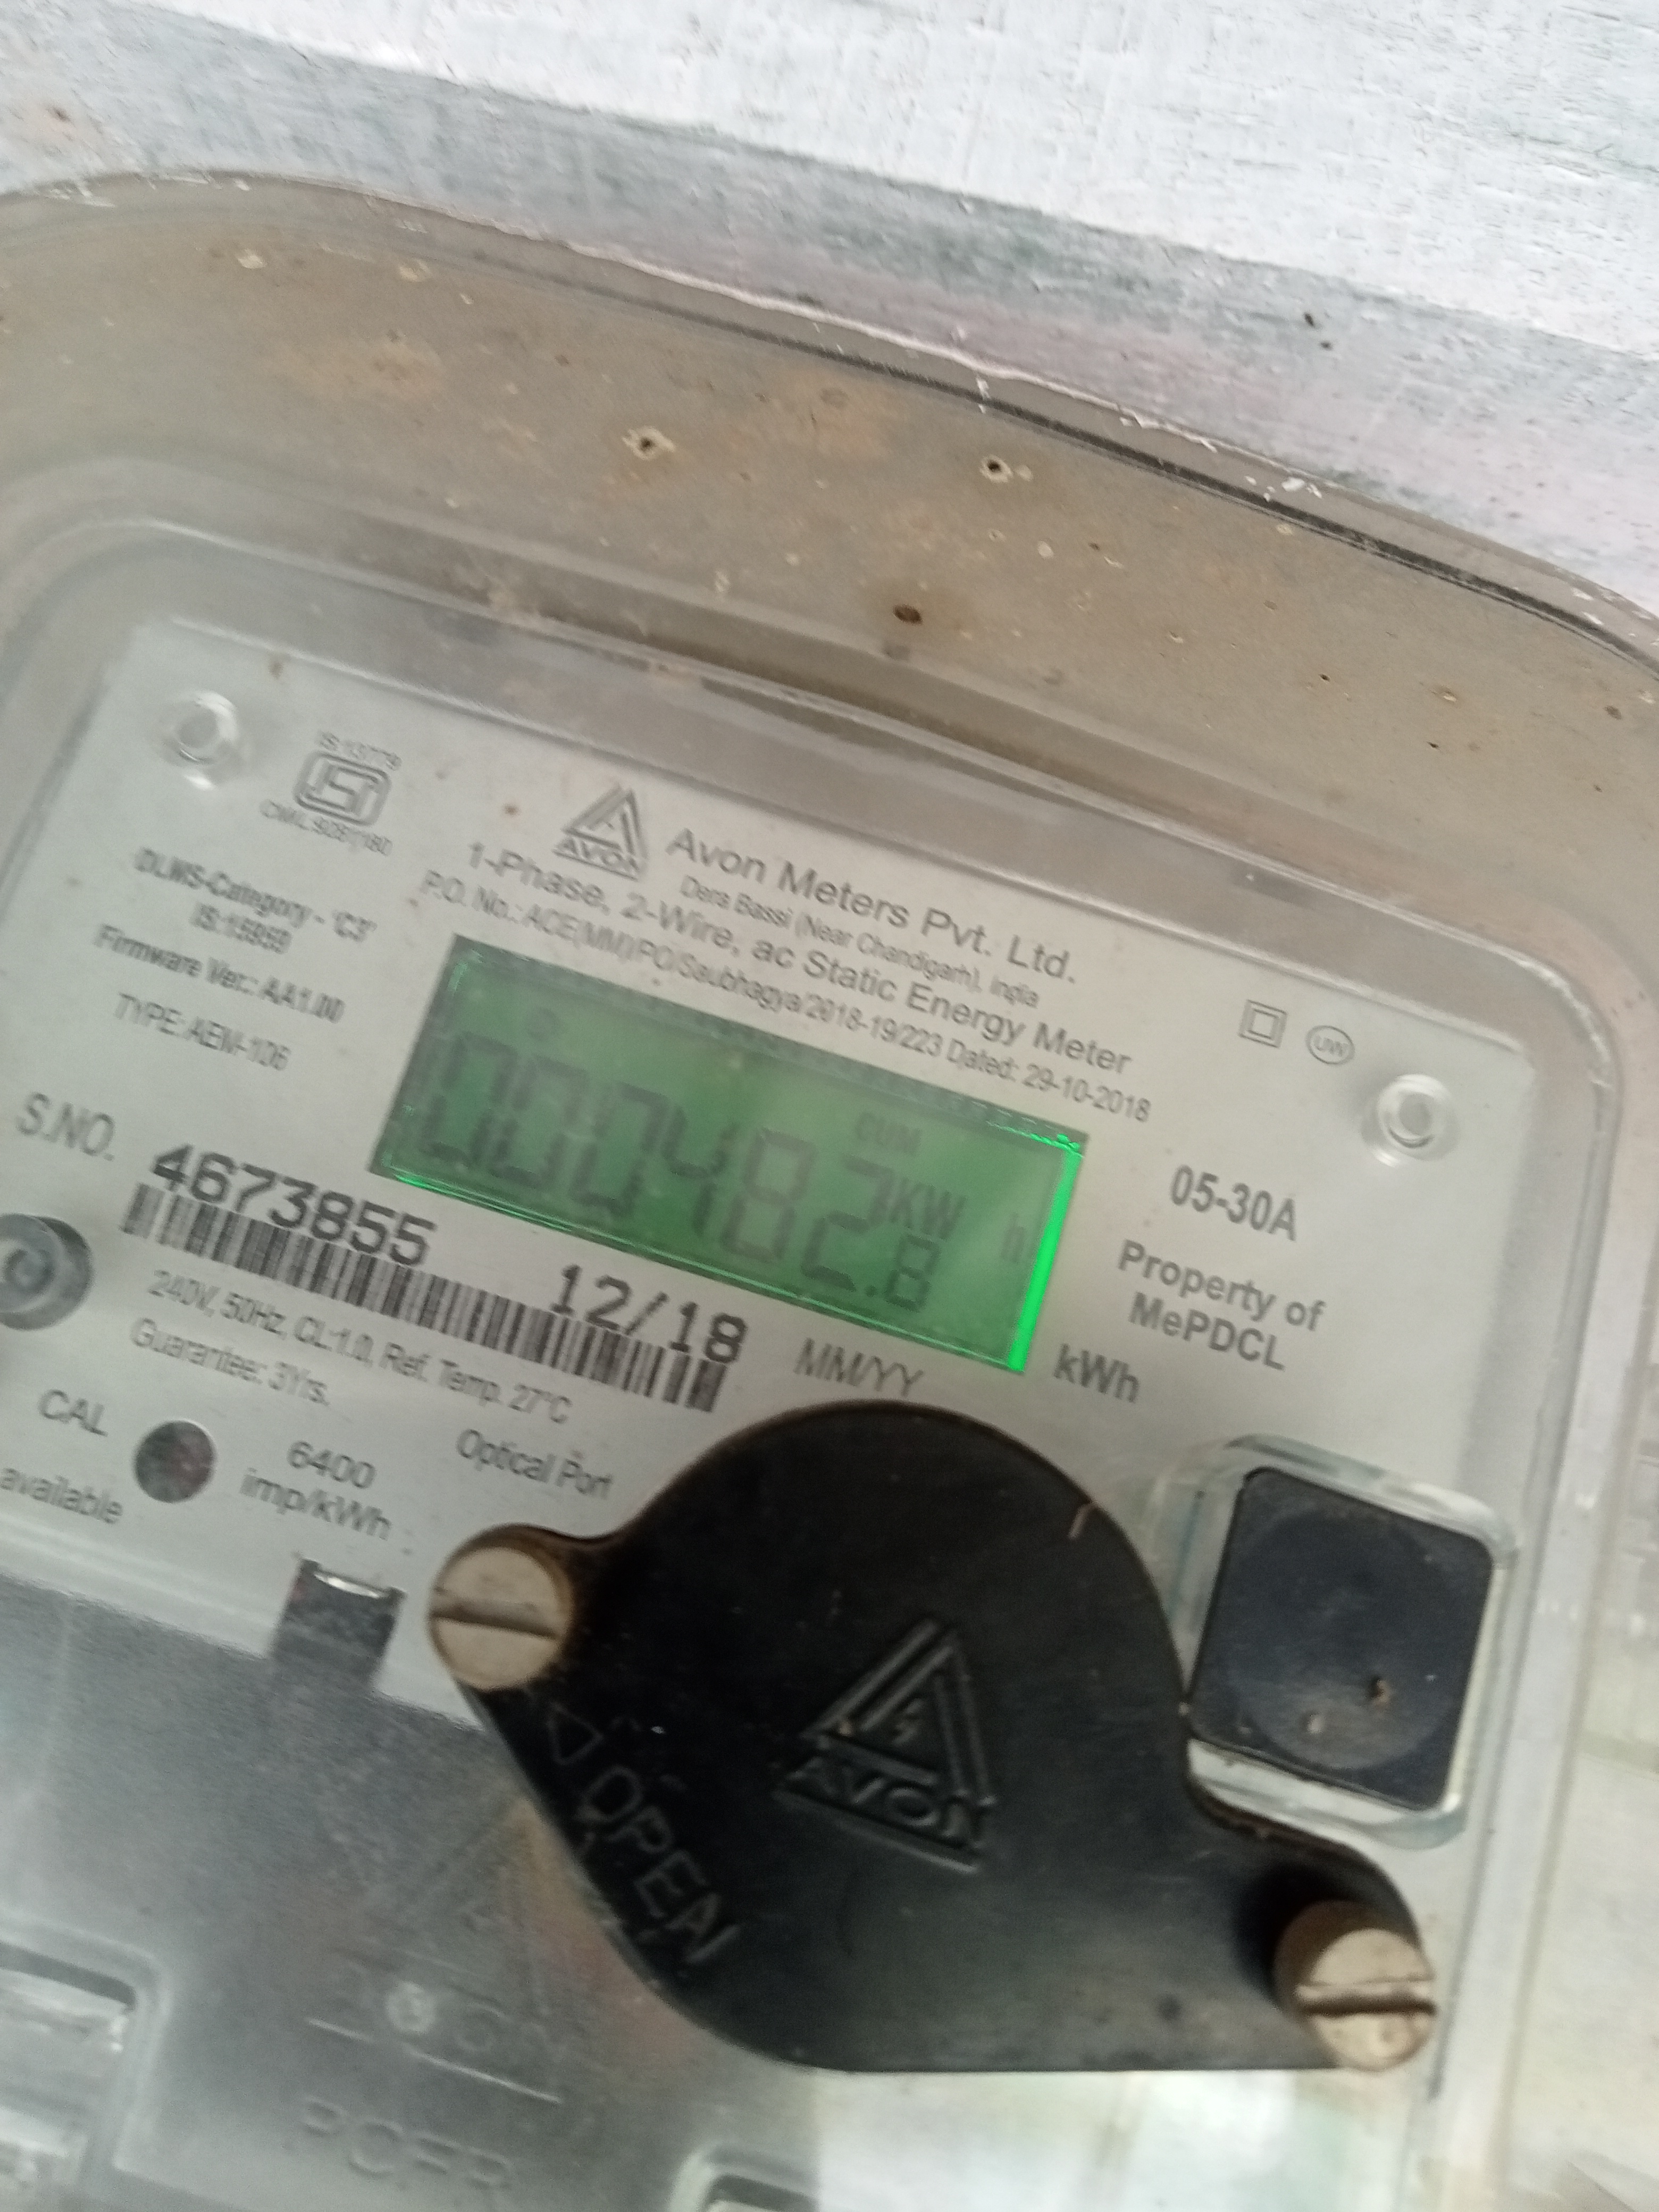 IS:15779
AVON
Avon Meters Pvt. Ltd.
Dera Bassi (Near Chandigarh), India
1-Phase, 2-Wire, ac Static Energy Meter
P.O. No.: ACE(MM)/PO/Saubhagya/2018-19/223 Dated: 29-10-2018
DLMS-Category - 'C3'
IS:15959
Firmware Ver.: AA1.00
TYPE: AEM-106
UW
CUM
000482.8 KW h
05-30A
S.NO. 4673855
12/18
MM/YY
kWh
Property of
MePDCL
240V, 50Hz, CL:1.0, Ref. Temp. 27°C
Guarantee: 3Yrs.
CAL
6400
imp/kWh
Optical Port
available
AVON
OPEN